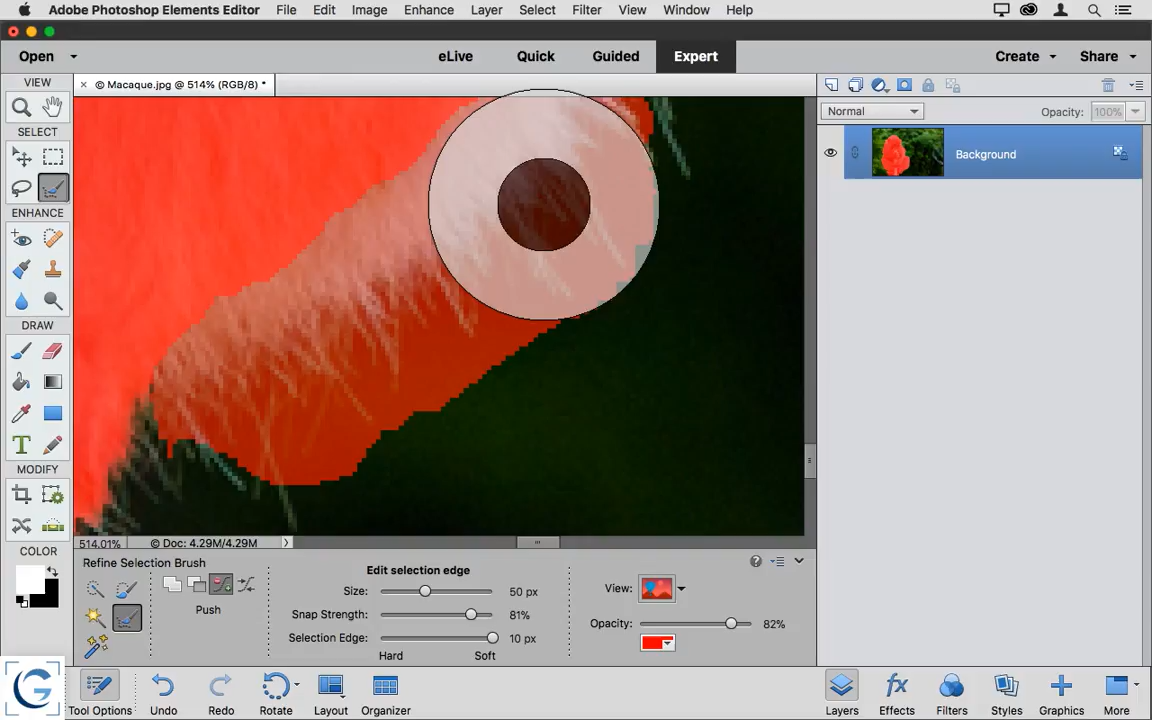 Adobe Photoshop Elements Editor File Edit Image Enhance Layer Select Filter View Window Help
Open eLive Quick Guided Expert Create Share
VIEW
× © Macaque.jpg @ 514% (RGB/8) *
Normal Opacity: 100%
SELECT
Background
ENHANCE
DRAW
T
MODIFY
COLOR
514.01% © Doc: 4.29M/4.29M
Refine Selection Brush
Edit selection edge
Size: 50 px
View:
Push
Snap Strength: 81%
Opacity: 82%
Selection Edge: 10 px
Hard Soft
G
Tool Options Undo Redo Rotate Layout Organizer Layers Effects Filters Styles Graphics More